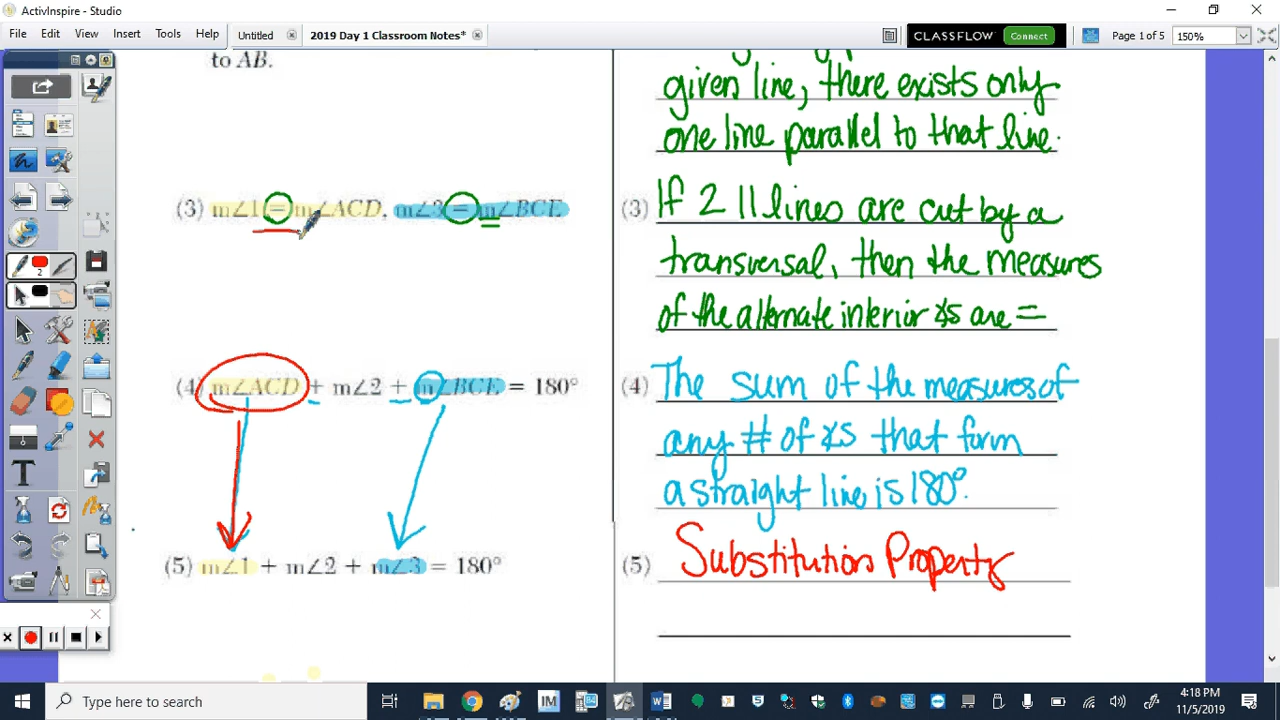 ActivInspire - Studio
File Edit View Insert Tools Help
Untitled
2019 Day 1 Classroom Notes*
CLASSFLOW Connect
Page 1 of 5
150%
to AB.
given line, there exists only
one line parallel to that line.
(3) m∠1 = m∠ACD, m∠3 = m∠BCE
(3) If 2 || lines are cut by a
transversal, then the measures
of the alternate interior ∡s are =
(4) m∠ACD + m∠2 + m∠BCE = 180°
(4) The sum of the measures of
any # of ∡s that form
a straight line is 180°.
(5) m∠1 + m∠2 + m∠3 = 180°
(5) Substitution Property
2
T
Type here to search
IM
4:18 PM
11/5/2019